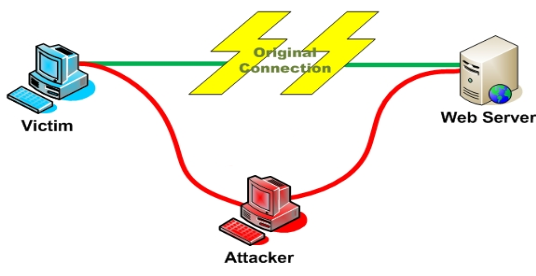 Original
Connection
Victim
Web Server
Attacker